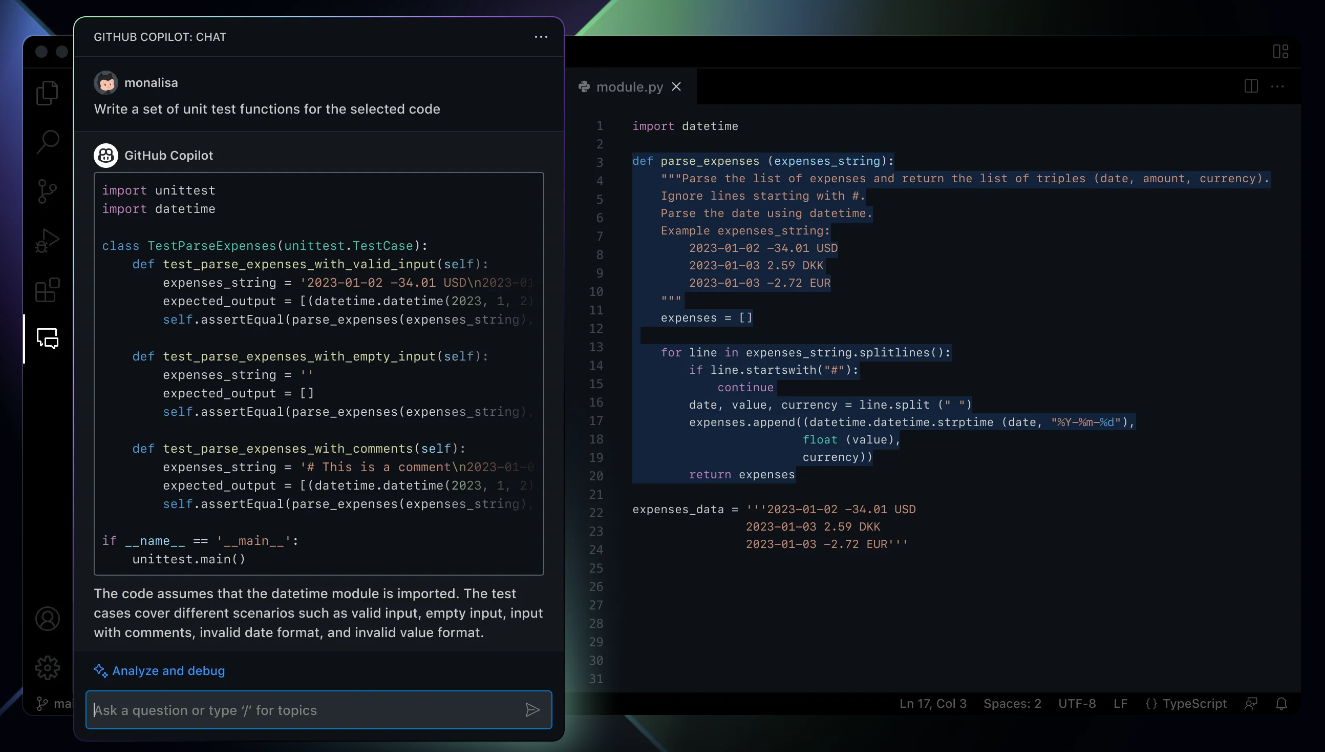 GITHUB COPILOT: CHAT
monalisa
Write a set of unit test functions for the selected code
GitHub Copilot
import unittest
import datetime
class TestParseExpenses(unittest.TestCase):
def test_parse_expenses_with_valid_input(self):
expenses_string = '2023-01-02 -34.01 USD\n2023-01
expected_output = [(datetime.datetime(2023, 1, 2)
self.assertEqual(parse_expenses(expenses_string),
def test_parse_expenses_with_empty_input(self):
expenses_string = ''
expected_output = []
self.assertEqual(parse_expenses(expenses_string),
def test_parse_expenses_with_comments(self):
expenses_string = '# This is a comment\n2023-01-0
expected_output = [(datetime.datetime(2023, 1, 2)
self.assertEqual(parse_expenses(expenses_string),
if __name__ == '__main__':
unittest.main()
The code assumes that the datetime module is imported. The test
cases cover different scenarios such as valid input, empty input, input
with comments, invalid date format, and invalid value format.
Analyze and debug
Ask a question or type '/' for topics
module.py
1 import datetime
2
3 def parse_expenses (expenses_string):
4 """Parse the list of expenses and return the list of triples (date, amount, currency).
5 Ignore lines starting with #.
6 Parse the date using datetime.
7 Example expenses_string:
8 2023-01-02 -34.01 USD
9 2023-01-03 2.59 DKK
10 2023-01-03 -2.72 EUR
11 """
12 expenses = []
13
14 for line in expenses_string.splitlines():
15 if line.startswith("#"):
16 continue
17 date, value, currency = line.split (" ")
18 expenses.append((datetime.datetime.strptime (date, "%Y-%m-%d"),
19 float (value),
20 currency))
21 return expenses
22 expenses_data = '''2023-01-02 -34.01 USD
23 2023-01-03 2.59 DKK
24 2023-01-03 -2.72 EUR'''
25
26
27
28
29
30
31
mai
Ln 17, Col 3
Spaces: 2
UTF-8
LF
{} TypeScript